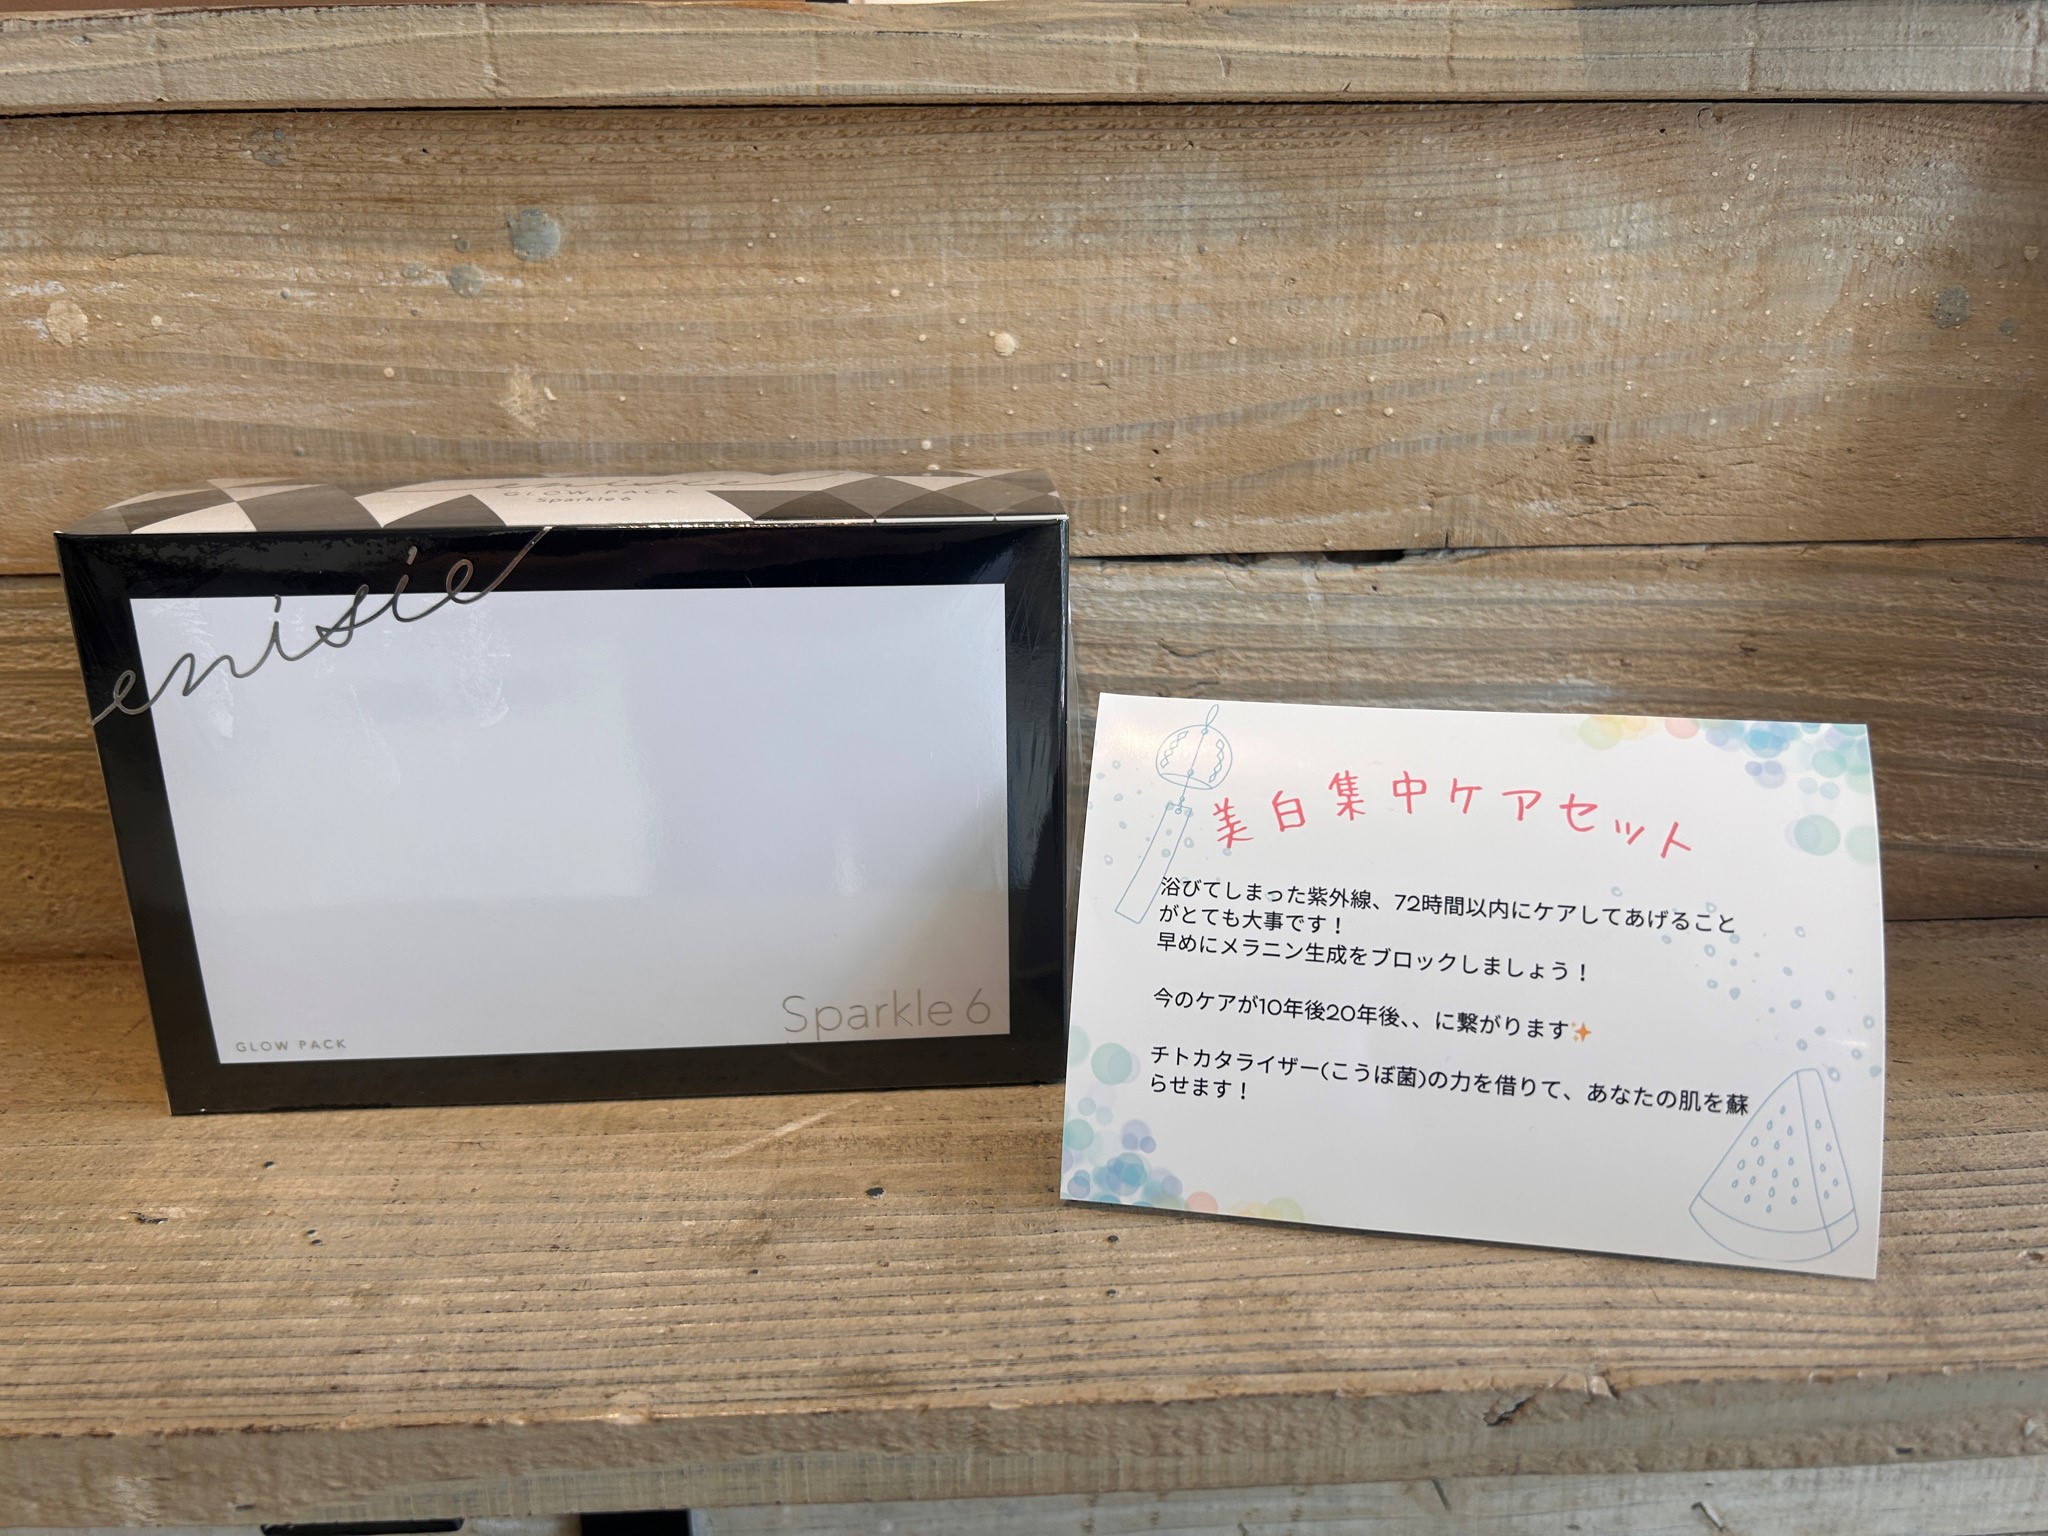 GLOW PACK
Sparkle 6
enisie
GLOW PACK
Sparkle 6
美白集中ケアセット
浴びてしまった紫外線、72時間以内にケアしてあげること
がとても大事です！
早めにメラニン生成をブロックしましょう！
今のケアが10年後20年後、、に繋がります✨
チトカタライザー(こうぼ菌)の力を借りて、あなたの肌を蘇
らせます！